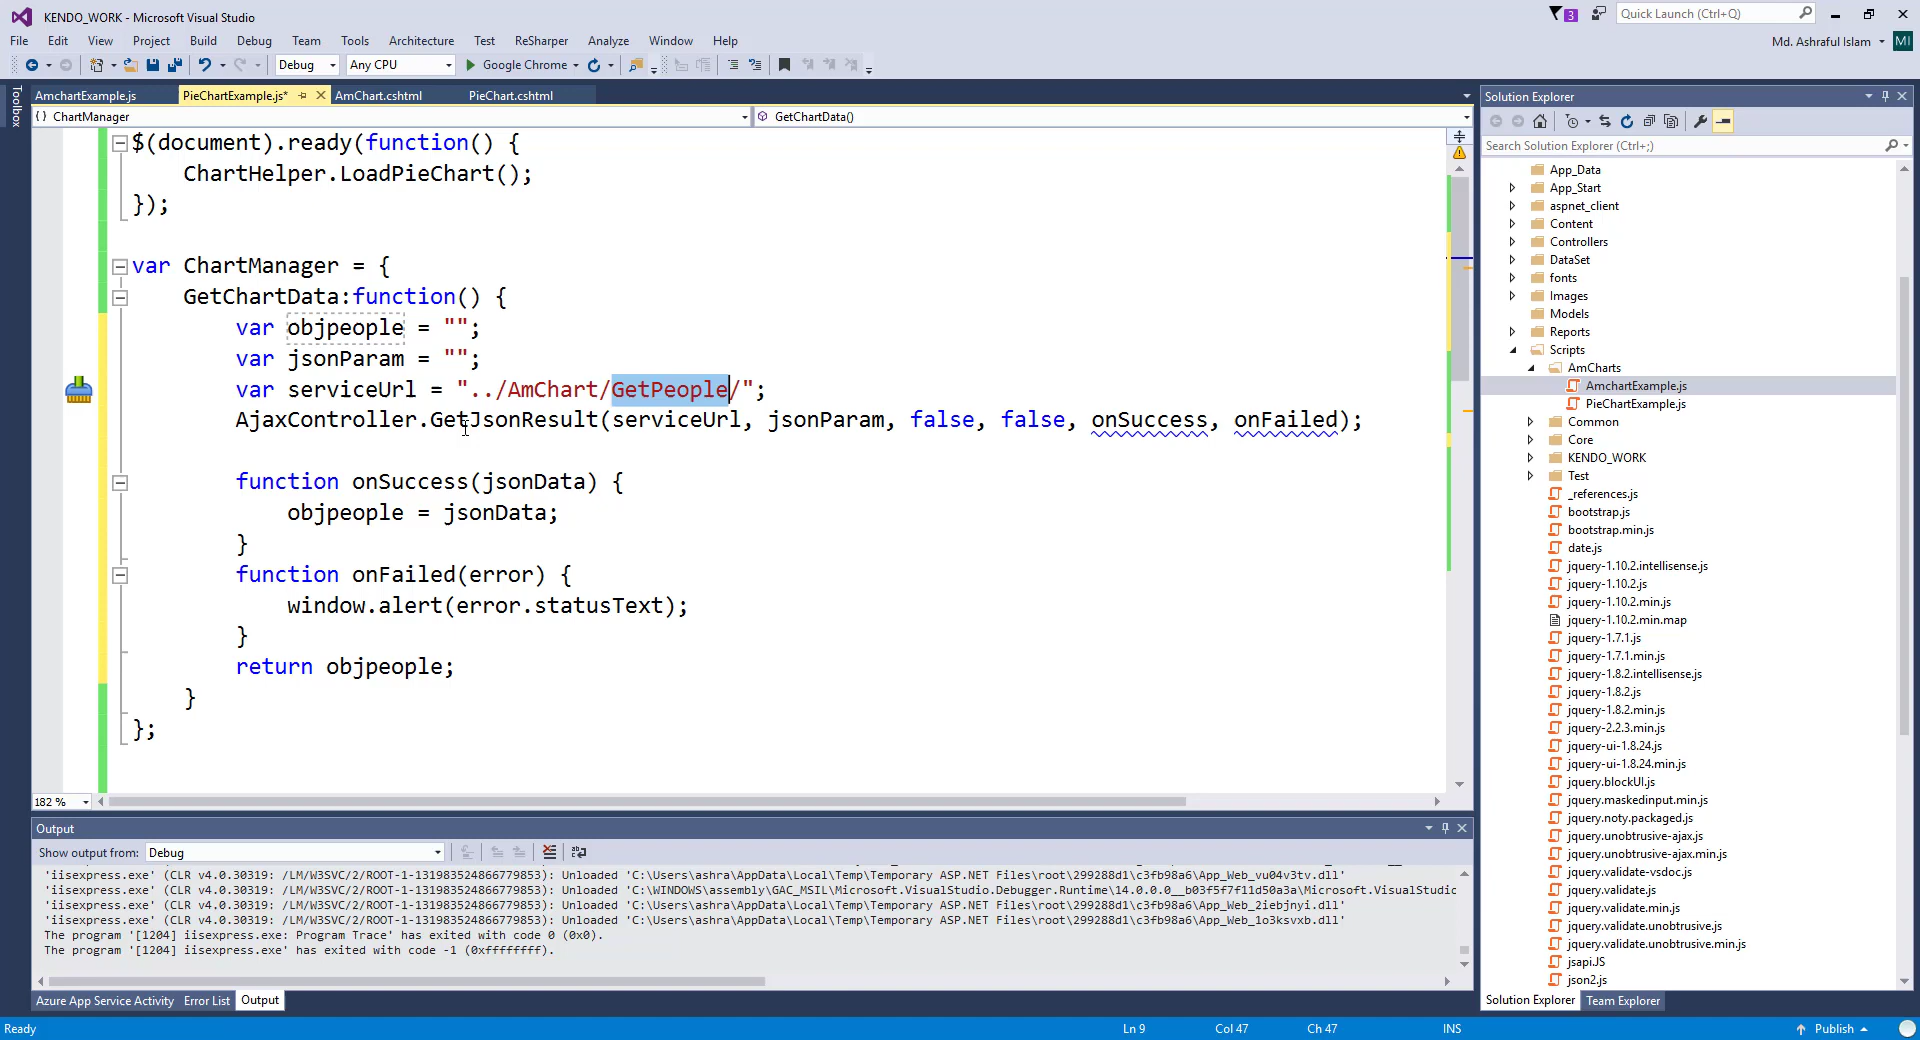 KENDO_WORK - Microsoft Visual Studio
3
Quick Launch (Ctrl+Q)
File Edit View Project Build Debug Team Tools Architecture Test ReSharper Analyze Window Help
Md. Ashraful Islam MI
Debug Any CPU Google Chrome
Toolbox
AmchartExample.js PieChartExample.js* AmChart.cshtml PieChart.cshtml
{ } ChartManager GetChartData()
$(document).ready(function() {
ChartHelper.LoadPieChart();
});
var ChartManager = {
GetChartData:function() {
var objpeople = "";
var jsonParam = "";
var serviceUrl = "../AmChart/GetPeople/";
AjaxController.GetJsonResult(serviceUrl, jsonParam, false, false, onSuccess, onFailed);
function onSuccess(jsonData) {
objpeople = jsonData;
}
function onFailed(error) {
window.alert(error.statusText);
}
return objpeople;
}
};
182 %
Output
Show output from: Debug
'iisexpress.exe' (CLR v4.0.30319: /LM/W3SVC/2/ROOT-1-131983524866779853): Unloaded 'C:\Users\ashra\AppData\Local\Temp\Temporary ASP.NET Files\root\299288d1\c3fb98a6\App_Web_vu04v3tv.dll'
'iisexpress.exe' (CLR v4.0.30319: /LM/W3SVC/2/ROOT-1-131983524866779853): Unloaded 'C:\WINDOWS\assembly\GAC_MSIL\Microsoft.VisualStudio.Debugger.Runtime\14.0.0.0__b03f5f7f11d50a3a\Microsoft.VisualStudio
'iisexpress.exe' (CLR v4.0.30319: /LM/W3SVC/2/ROOT-1-131983524866779853): Unloaded 'C:\Users\ashra\AppData\Local\Temp\Temporary ASP.NET Files\root\299288d1\c3fb98a6\App_Web_2iebjnyi.dll'
'iisexpress.exe' (CLR v4.0.30319: /LM/W3SVC/2/ROOT-1-131983524866779853): Unloaded 'C:\Users\ashra\AppData\Local\Temp\Temporary ASP.NET Files\root\299288d1\c3fb98a6\App_Web_1o3ksvxb.dll'
The program '[1204] iisexpress.exe: Program Trace' has exited with code 0 (0x0).
The program '[1204] iisexpress.exe' has exited with code -1 (0xffffffff).
Azure App Service Activity Error List Output
Solution Explorer
Search Solution Explorer (Ctrl+;)
App_Data
App_Start
aspnet_client
Content
Controllers
DataSet
fonts
Images
Models
Reports
Scripts
AmCharts
AmchartExample.js
PieChartExample.js
Common
Core
KENDO_WORK
Test
_references.js
bootstrap.js
bootstrap.min.js
date.js
jquery-1.10.2.intellisense.js
jquery-1.10.2.js
jquery-1.10.2.min.js
jquery-1.10.2.min.map
jquery-1.7.1.js
jquery-1.7.1.min.js
jquery-1.8.2.intellisense.js
jquery-1.8.2.js
jquery-1.8.2.min.js
jquery-2.2.3.min.js
jquery-ui-1.8.24.js
jquery-ui-1.8.24.min.js
jquery.blockUI.js
jquery.maskedinput.min.js
jquery.noty.packaged.js
jquery.unobtrusive-ajax.js
jquery.unobtrusive-ajax.min.js
jquery.validate-vsdoc.js
jquery.validate.js
jquery.validate.min.js
jquery.validate.unobtrusive.js
jquery.validate.unobtrusive.min.js
jsapi.JS
json2.js
Solution Explorer Team Explorer
Ready Ln 9 Col 47 Ch 47 INS Publish